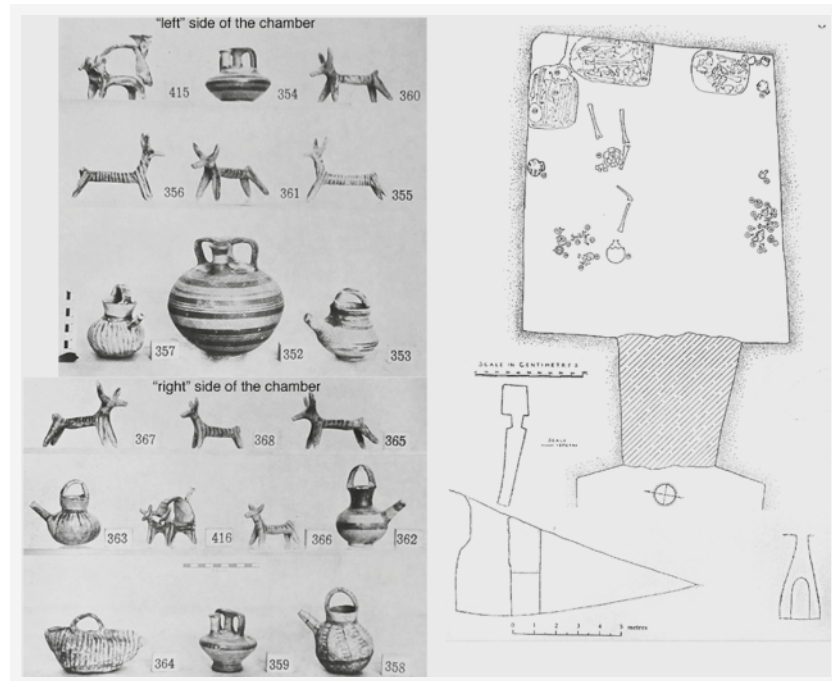 “left” side of the chamber
415 354 360
356 361 355
357 352 353
“right” side of the chamber
367 368 365
363 416 366 362
364 359 358
SCALE IN CENTIMETRES
SCALE
0 1 2 3 4 5 metres